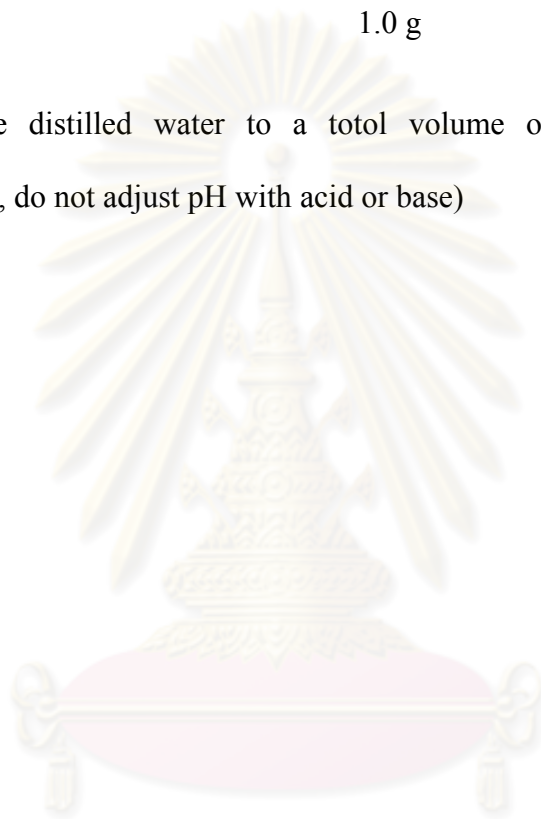 1.0 g
distilled water to a totol volume
, do not adjust pH with acid or base)